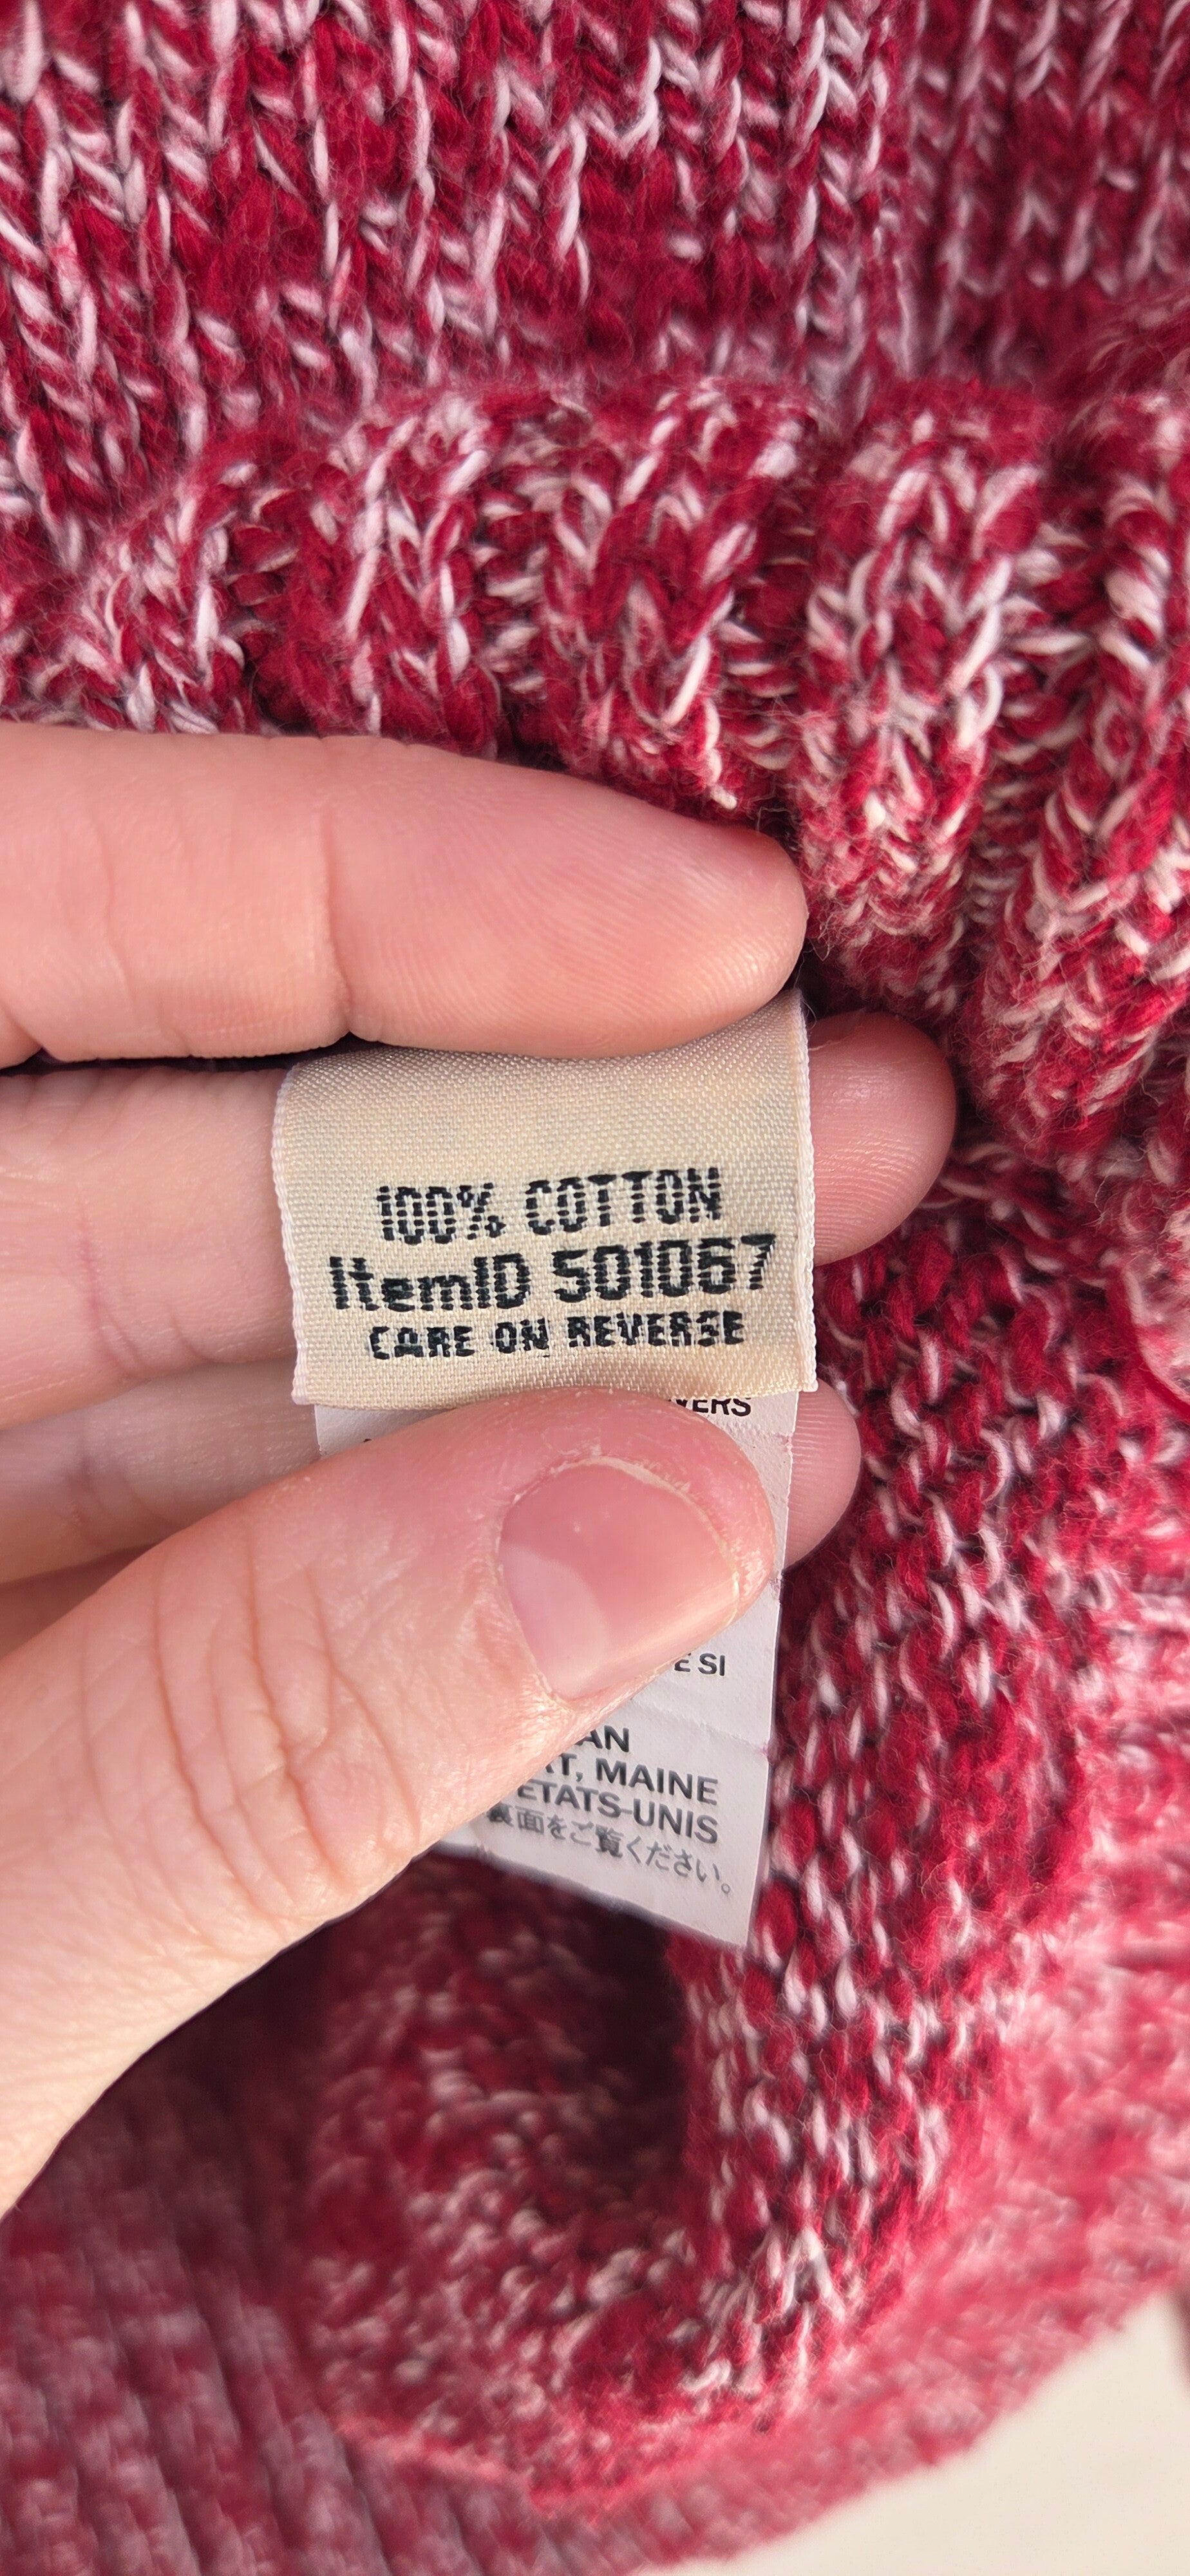 100% COTTON
ItemID 501067
CARE ON REVERSE
VERS
E SI
AN
T, MAINE
ETATS-UNIS
裏面をご覧ください。